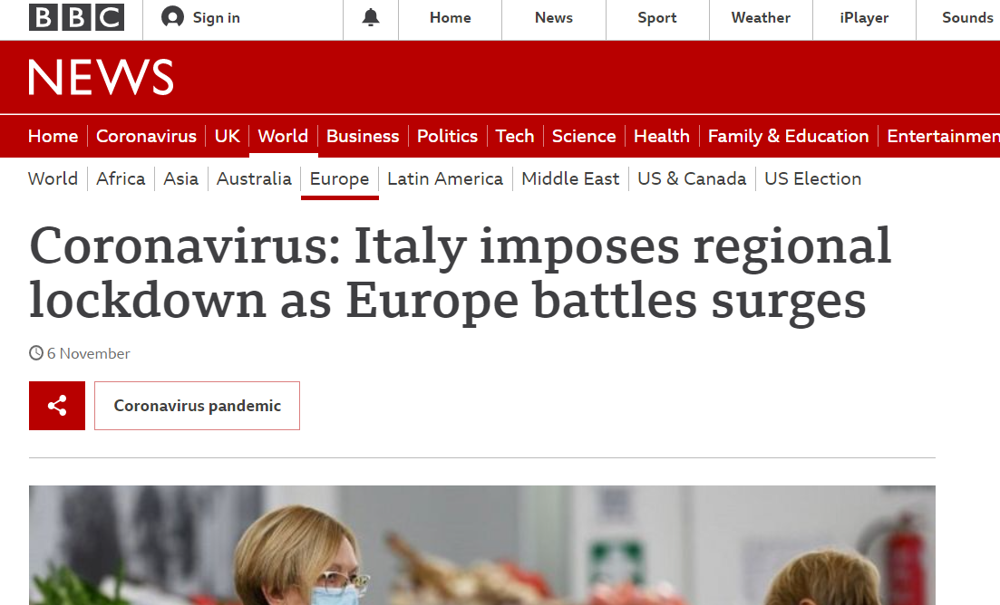 BBC Sign in Home News Sport Weather iPlayer Sounds
NEWS
Home Coronavirus UK World Business Politics Tech Science Health Family & Education Entertainmen
World Africa Asia Australia Europe Latin America Middle East US & Canada US Election
Coronavirus: Italy imposes regional
lockdown as Europe battles surges
6 November
Coronavirus pandemic